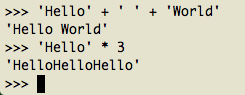 >>> 'Hello' + ' ' + 'World'
'Hello World'
>>> 'Hello' * 3
'HelloHelloHello'
>>>